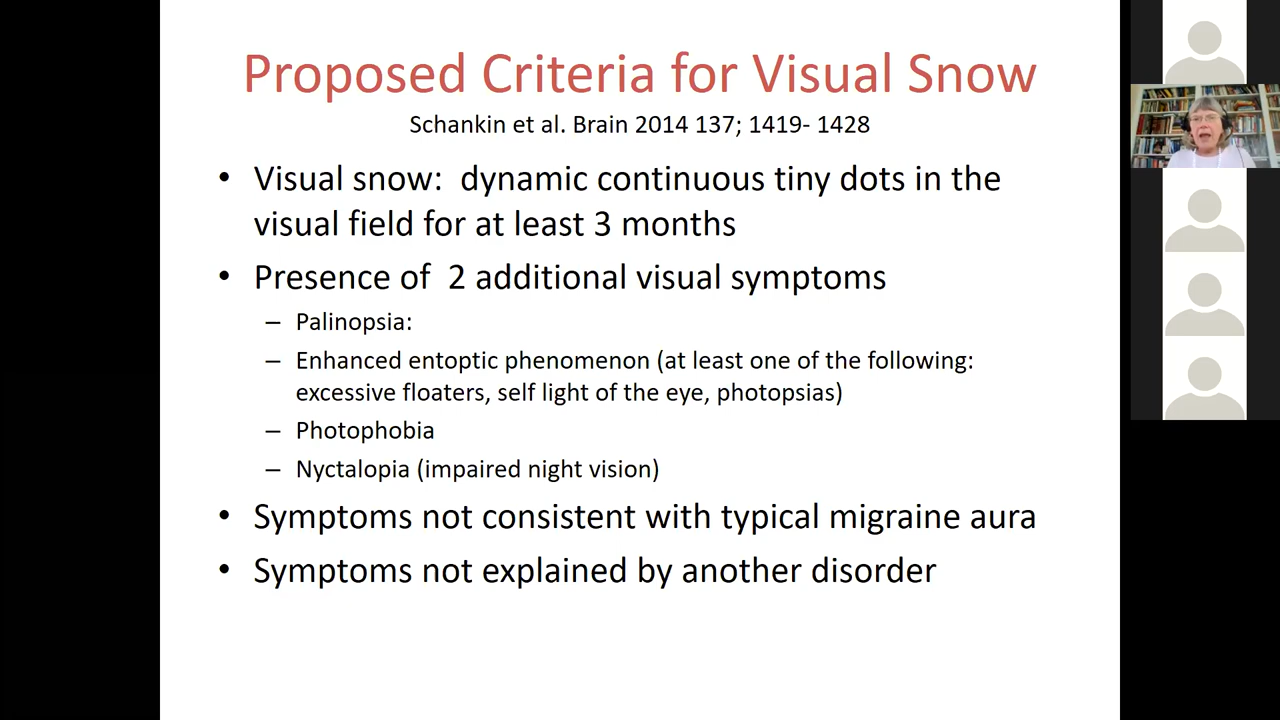 Proposed Criteria for Visual Snow
Schankin et al. Brain 2014 137; 1419- 1428
• Visual snow:  dynamic continuous tiny dots in the
visual field for at least 3 months
• Presence of  2 additional visual symptoms
– Palinopsia:
– Enhanced entoptic phenomenon (at least one of the following:
excessive floaters, self light of the eye, photopsias)
– Photophobia
– Nyctalopia (impaired night vision)
• Symptoms not consistent with typical migraine aura
• Symptoms not explained by another disorder